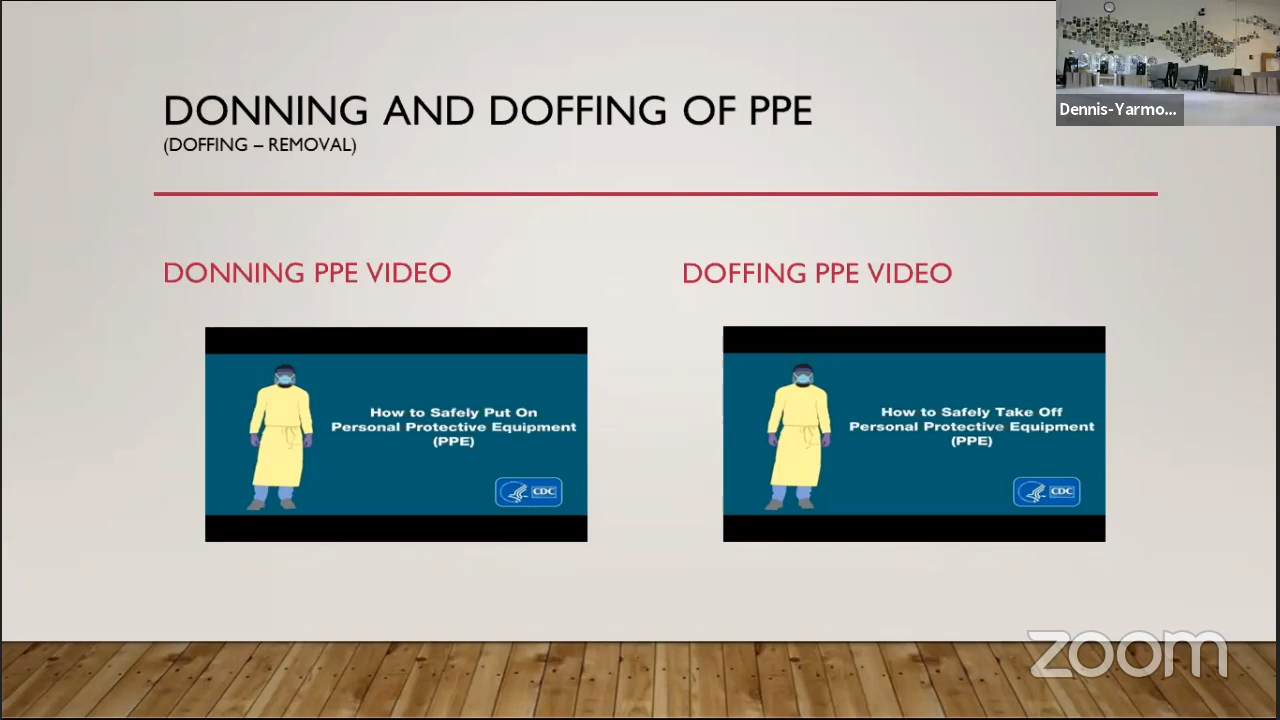 DONNING AND DOFFING OF PPE
(DOFFING – REMOVAL)
Dennis-Yarmo...
DONNING PPE VIDEO
DOFFING PPE VIDEO
How to Safely Put On
Personal Protective Equipment
(PPE)
CDC
How to Safely Take Off
Personal Protective Equipment
(PPE)
CDC
zoom